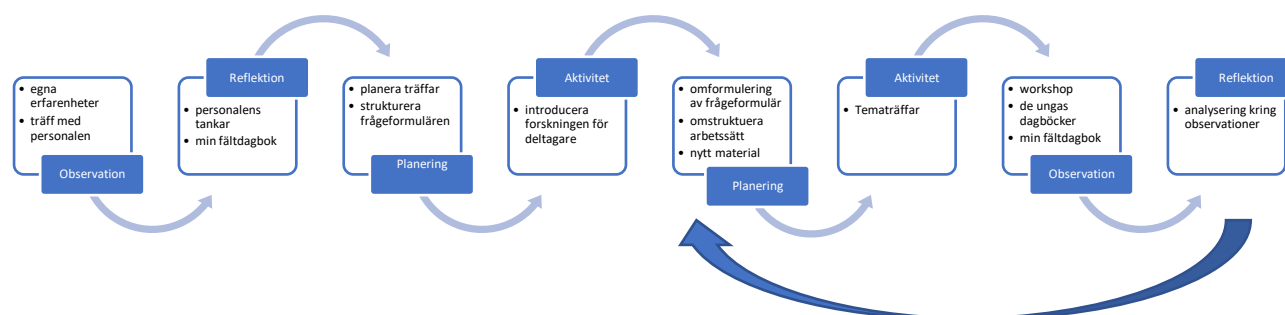 • egna
erfarenheter
• träff med
personalen
Observation
Reflektion
• personalens
tankar
• min fältdagbok
• planera träffar
• strukturera
frågeformulären
Planering
Aktivitet
• introducera
forskningen för
deltagare
• omformulering
av frågeformulär
• omstruktuera
arbetssätt
• nytt material
Planering
Aktivitet
• Tematräffar
• workshop
• de ungas
dagböcker
• min fältdagbok
Observation
Reflektion
• analysering kring
observationer